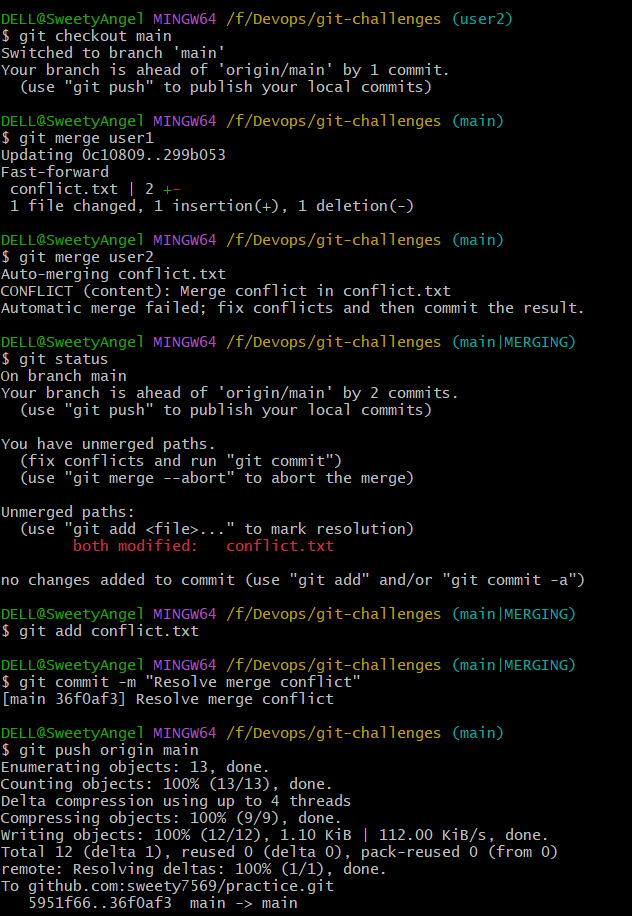 DELL@SweetyAngel MINGW64 /f/Devops/git-challenges (user2)
$ git checkout main
Switched to branch 'main'
Your branch is ahead of 'origin/main' by 1 commit.
  (use "git push" to publish your local commits)

DELL@SweetyAngel MINGW64 /f/Devops/git-challenges (main)
$ git merge user1
Updating 0c10809..299b053
Fast-forward
 conflict.txt | 2 +-
 1 file changed, 1 insertion(+), 1 deletion(-)

DELL@SweetyAngel MINGW64 /f/Devops/git-challenges (main)
$ git merge user2
Auto-merging conflict.txt
CONFLICT (content): Merge conflict in conflict.txt
Automatic merge failed; fix conflicts and then commit the result.

DELL@SweetyAngel MINGW64 /f/Devops/git-challenges (main|MERGING)
$ git status
On branch main
Your branch is ahead of 'origin/main' by 2 commits.
  (use "git push" to publish your local commits)

You have unmerged paths.
  (fix conflicts and run "git commit")
  (use "git merge --abort" to abort the merge)

Unmerged paths:
  (use "git add <file>..." to mark resolution)
        both modified:   conflict.txt

no changes added to commit (use "git add" and/or "git commit -a")

DELL@SweetyAngel MINGW64 /f/Devops/git-challenges (main|MERGING)
$ git add conflict.txt

DELL@SweetyAngel MINGW64 /f/Devops/git-challenges (main|MERGING)
$ git commit -m "Resolve merge conflict"
[main 36f0af3] Resolve merge conflict

DELL@SweetyAngel MINGW64 /f/Devops/git-challenges (main)
$ git push origin main
Enumerating objects: 13, done.
Counting objects: 100% (13/13), done.
Delta compression using up to 4 threads
Compressing objects: 100% (9/9), done.
Writing objects: 100% (12/12), 1.10 KiB | 112.00 KiB/s, done.
Total 12 (delta 1), reused 0 (delta 0), pack-reused 0 (from 0)
remote: Resolving deltas: 100% (1/1), done.
To github.com:sweety7569/practice.git
   5951f66..36f0af3  main -> main